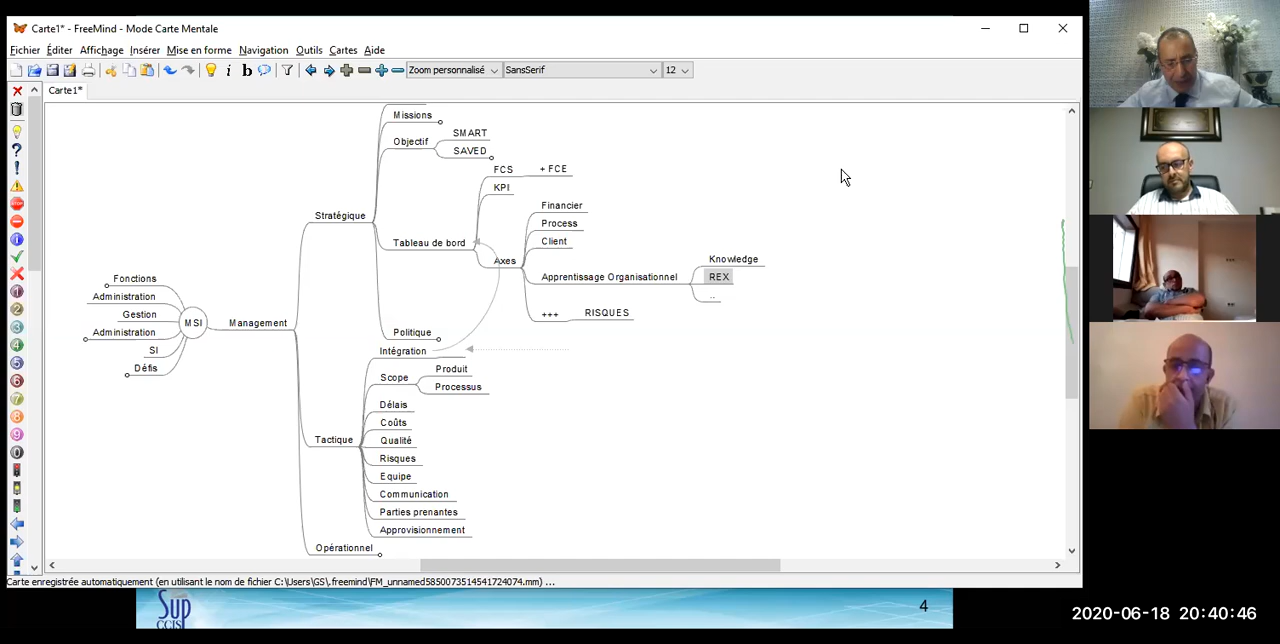 Carte1* - FreeMind - Mode Carte Mentale
Fichier Éditer Affichage Insérer Mise en forme Navigation Outils Cartes Aide
Zoom personnalisé SansSerif 12
Carte1*
Missions
Objectif
SMART
SAVED
FCS + FCE
KPI
Stratégique
Tableau de bord
Axes
Financier
Process
Client
Apprentissage Organisationnel
Knowledge
REX
..
+++ RISQUES
Politique
Fonctions
Administration
Gestion
Administration
SI
Défis
MSI
Management
Intégration
Scope
Produit
Processus
Délais
Coûts
Tactique
Qualité
Risques
Equipe
Communication
Parties prenantes
Approvisionnement
Opérationnel
Carte enregistrée automatiquement (en utilisant le nom de fichier C:\Users\GS\.freemind\FM_unnamed5850073514541724074.mm) ...
Sup
CCIS
4
2020-06-18 20:40:46